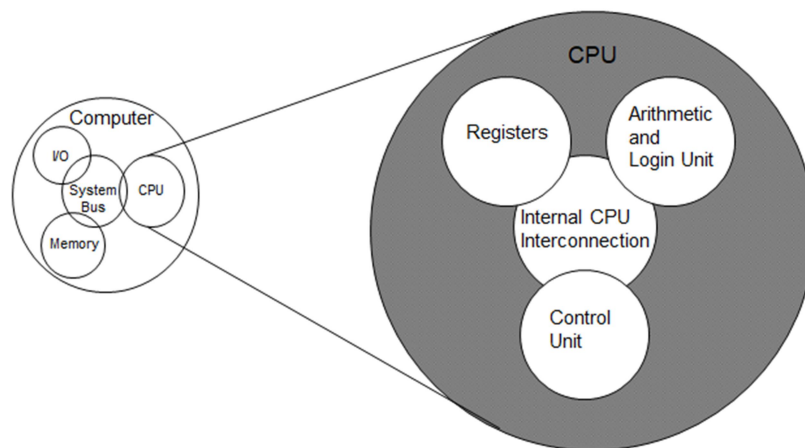 Computer
I/O
System
Bus
CPU
Memory
CPU
Registers
Arithmetic
and
Login Unit
Internal CPU
Interconnection
Control
Unit